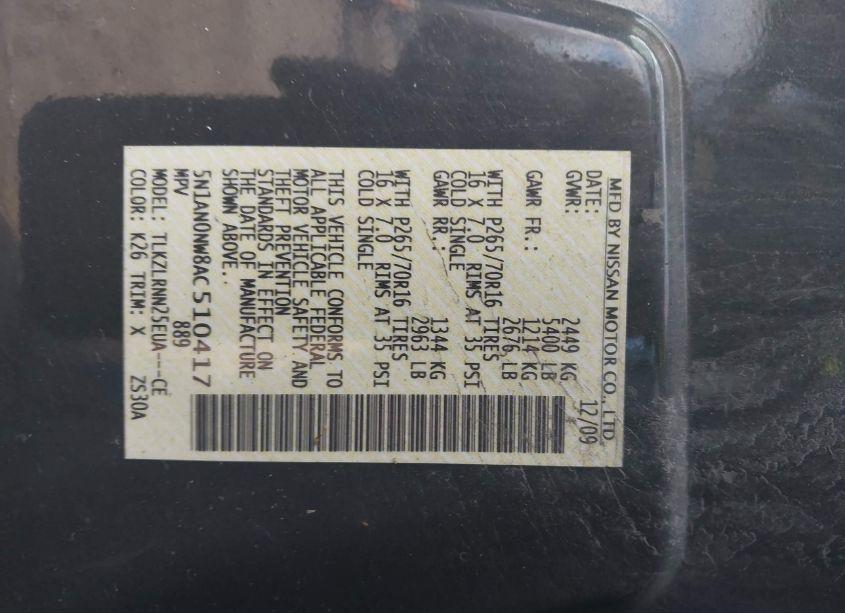 MFD BY NISSAN MOTOR CO., LTD.
DATE: 12/09
GVWR: 2449 KG
5400 LB
GAWR FR.: 1214 KG
2676 LB
WITH P265/70R16 TIRES
16 X 7.0 RIMS AT 35 PSI
COLD SINGLE
GAWR RR.: 1344 KG
2963 LB
WITH P265/70R16 TIRES
16 X 7.0 RIMS AT 35 PSI
COLD SINGLE
THIS VEHICLE CONFORMS TO
ALL APPLICABLE FEDERAL
MOTOR VEHICLE SAFETY AND
THEFT PREVENTION
STANDARDS IN EFFECT ON
THE DATE OF MANUFACTURE
SHOWN ABOVE.
5N1AN0NW8AC510417
MPV 889
MODEL: TLKZLRNN25EUA---CE
COLOR: K26 TRIM: X ZS30A